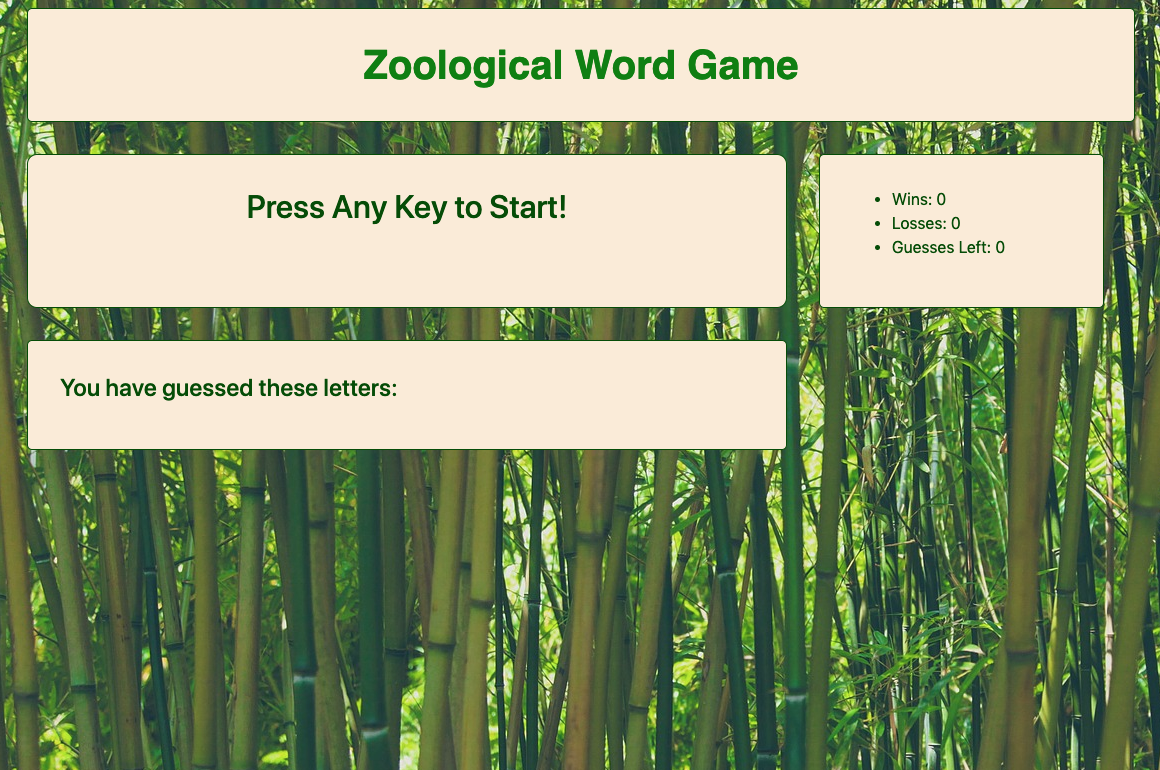 Zoological Word Game
Press Any Key to Start!
• Wins: 0
• Losses: 0
• Guesses Left: 0
You have guessed these letters: